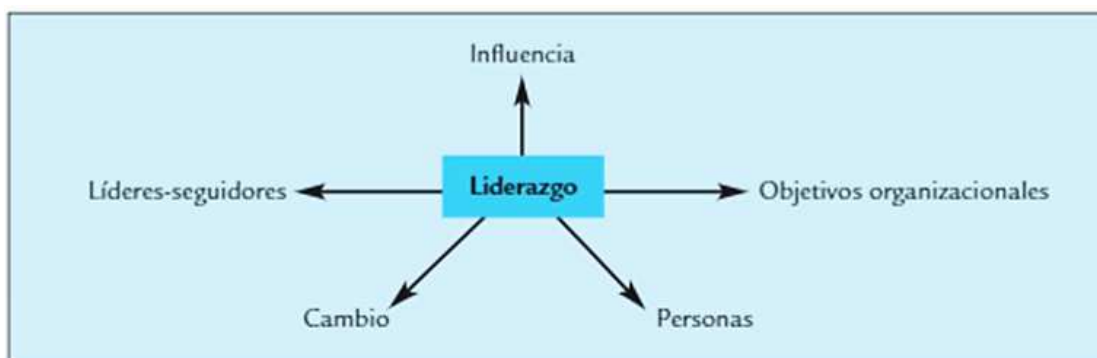 Influencia
Líderes-seguidores
Liderazgo
Objetivos organizacionales
Cambio
Personas